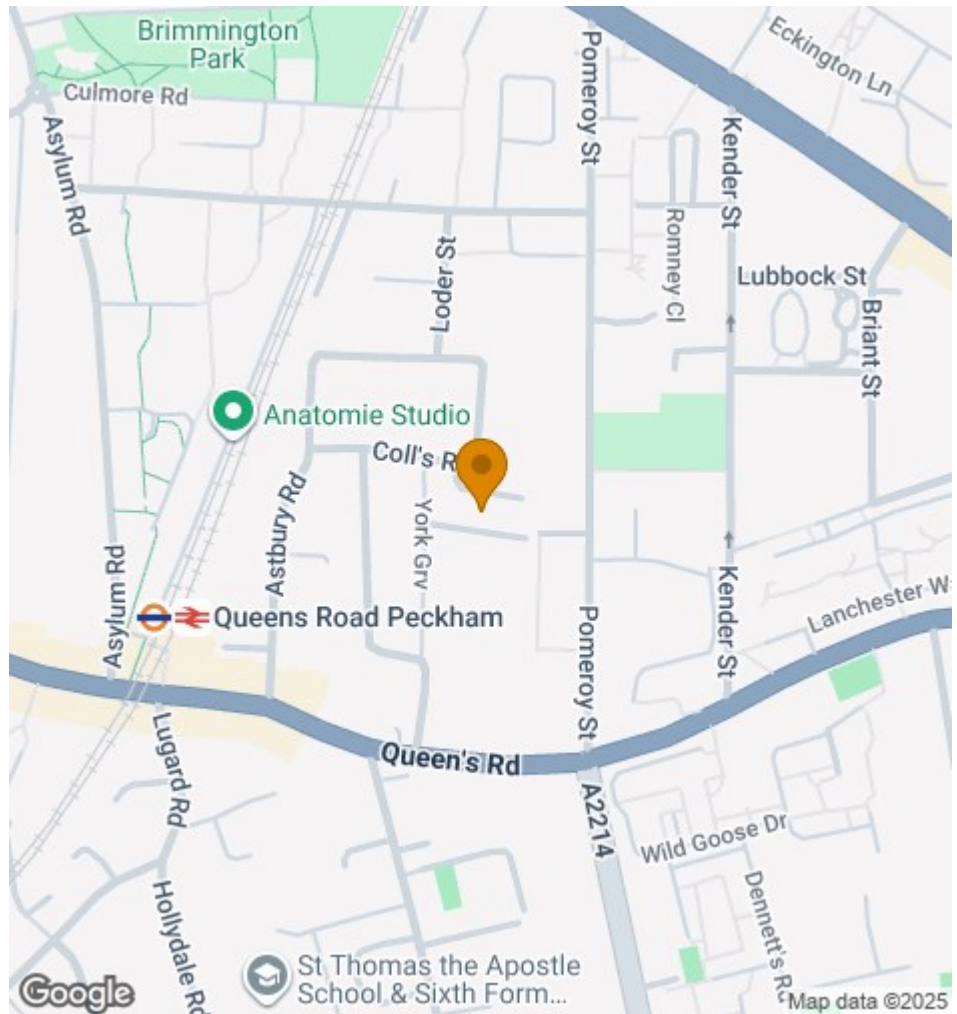 Brimmington
Park
Culmore Rd
Eckington Ln
Pomeroy St
Asylum Rd
Kender St
Romney Cl
Loder St
Lubbock St
Briant St
Anatomie Studio
Coll's R
York Grv
Astbury Rd
Asylum Rd
Queens Road Peckham
Kender St
Lanchester W
Pomeroy St
Lugard Rd
Queen's Rd
A2214
Wild Goose Dr
Dennett's Rd
Hollydale Rd
St Thomas the Apostle
School & Sixth Form...
Google
Map data ©2025